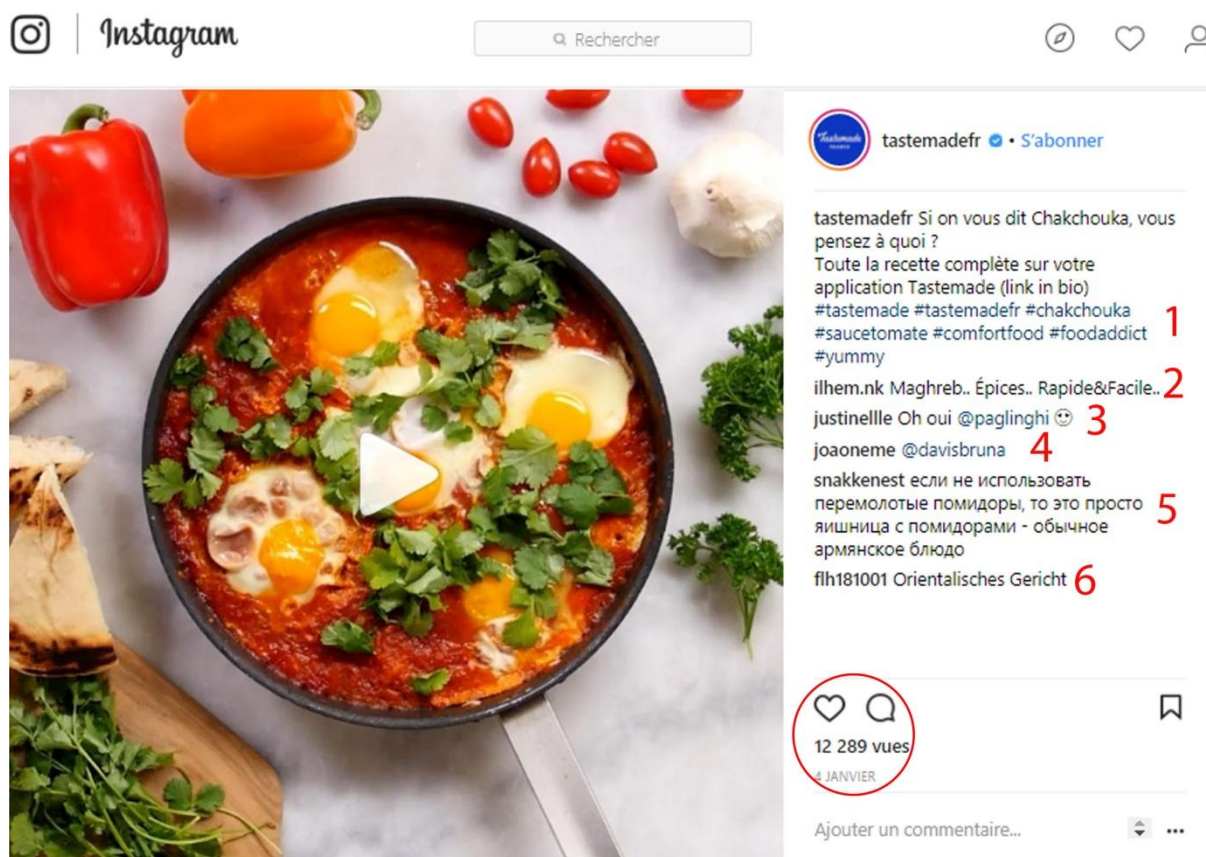 Instagram
Rechercher
Tastemade
FRANCE
tastemadefr • S'abonner
tastemadefr Si on vous dit Chakchouka, vous
pensez à quoi ?
Toute la recette complète sur votre
application Tastemade (link in bio)
#tastemade #tastemadefr #chakchouka
#saucetomate #comfortfood #foodaddict
#yummy
1
ilhem.nk Maghreb.. Épices.. Rapide&Facile..
2
justinellle Oh oui @paglinghi
3
joaoneme @davisbruna
4
snakkenest если не использовать
перемолотые помидоры, то это просто
яишница с помидорами - обычное
армянское блюдо
5
flh181001 Orientalisches Gericht
6
12 289 vues
4 JANVIER
Ajouter un commentaire...